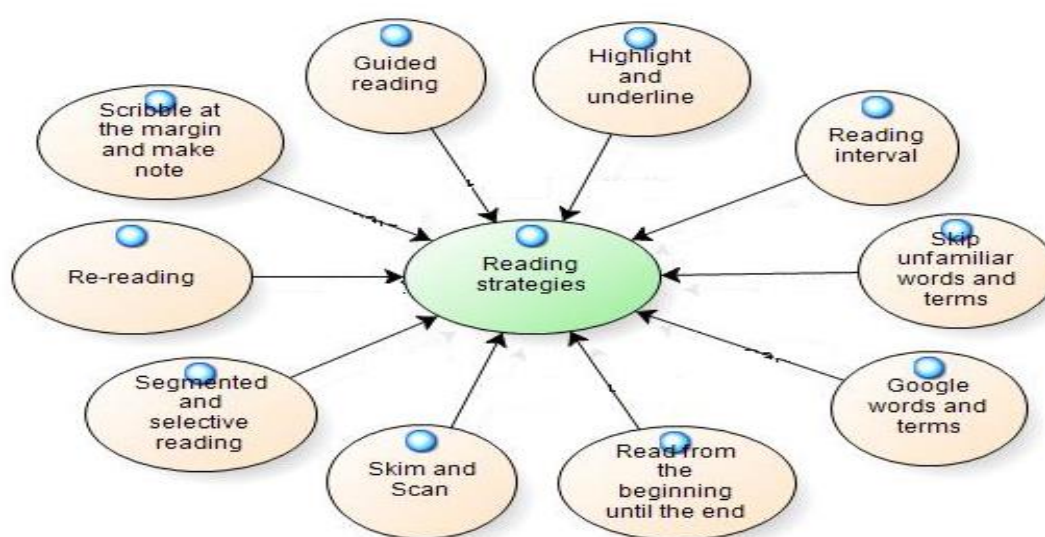 Guided
reading
Highlight
and
underline
Scribble at
the margin
and make
note
Reading
interval
Re-reading
Reading
strategies
Skip
unfamiliar
words and
terms
Segmented
and
selective
reading
Google
words and
terms
Skim and
Scan
Read from
the
beginning
until the end